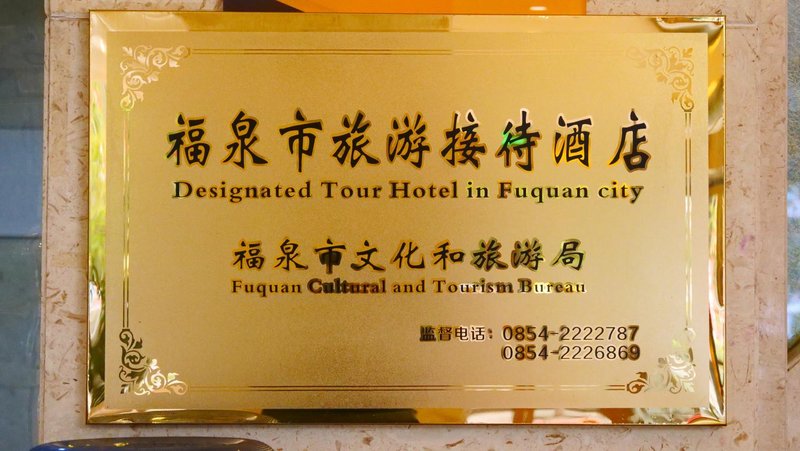 福泉市旅游接待酒店
Designated Tour Hotel in Fuquan city
福泉市文化和旅游局
Fuquan Cultural and Tourism Bureau
监督电话：0854-2222787
0854-2226869